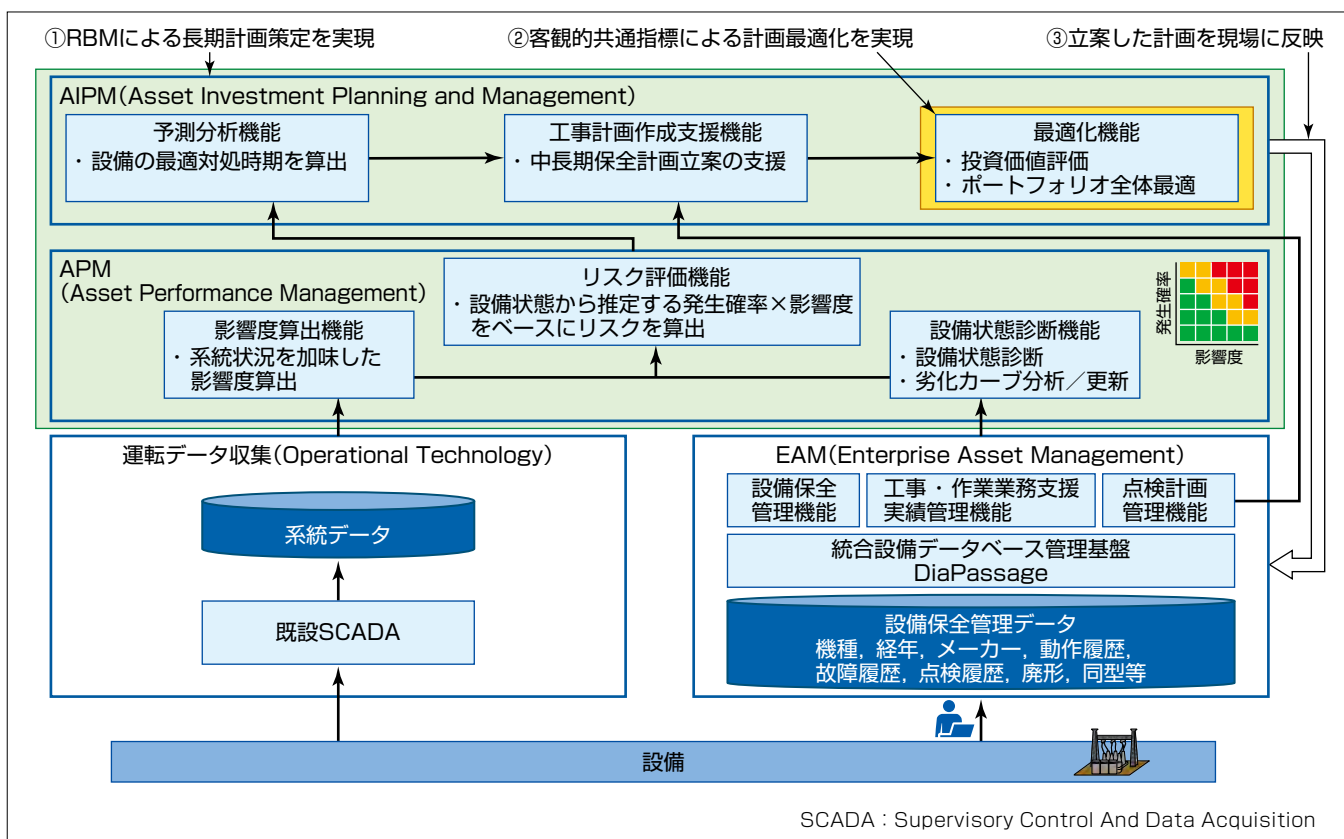 ①RBMによる長期計画策定を実現
②客観的共通指標による計画最適化を実現
③立案した計画を現場に反映
AIPM(Asset Investment Planning and Management)
予測分析機能
・設備の最適対処時期を算出
工事計画作成支援機能
・中長期保全計画立案の支援
最適化機能
・投資価値評価
・ポートフォリオ全体最適
APM
(Asset Performance Management)
リスク評価機能
・設備状態から推定する発生確率×影響度
をベースにリスクを算出
影響度算出機能
・系統状況を加味した
影響度算出
設備状態診断機能
・設備状態診断
・劣化カーブ分析／更新
発生確率
影響度
運転データ収集(Operational Technology)
系統データ
既設SCADA
EAM(Enterprise Asset Management)
設備保全
管理機能
工事・作業業務支援
実績管理機能
点検計画
管理機能
統合設備データベース管理基盤
DiaPassage
設備保全管理データ
機種，経年，メーカー，動作履歴，
故障履歴，点検履歴，廃形，同型等
設備
SCADA：Supervisory Control And Data Acquisition